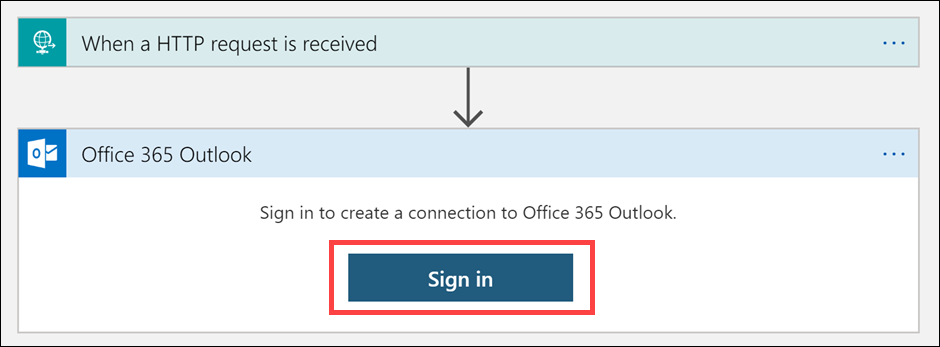 When a HTTP request is received
Office 365 Outlook
Sign in to create a connection to Office 365 Outlook.
Sign in